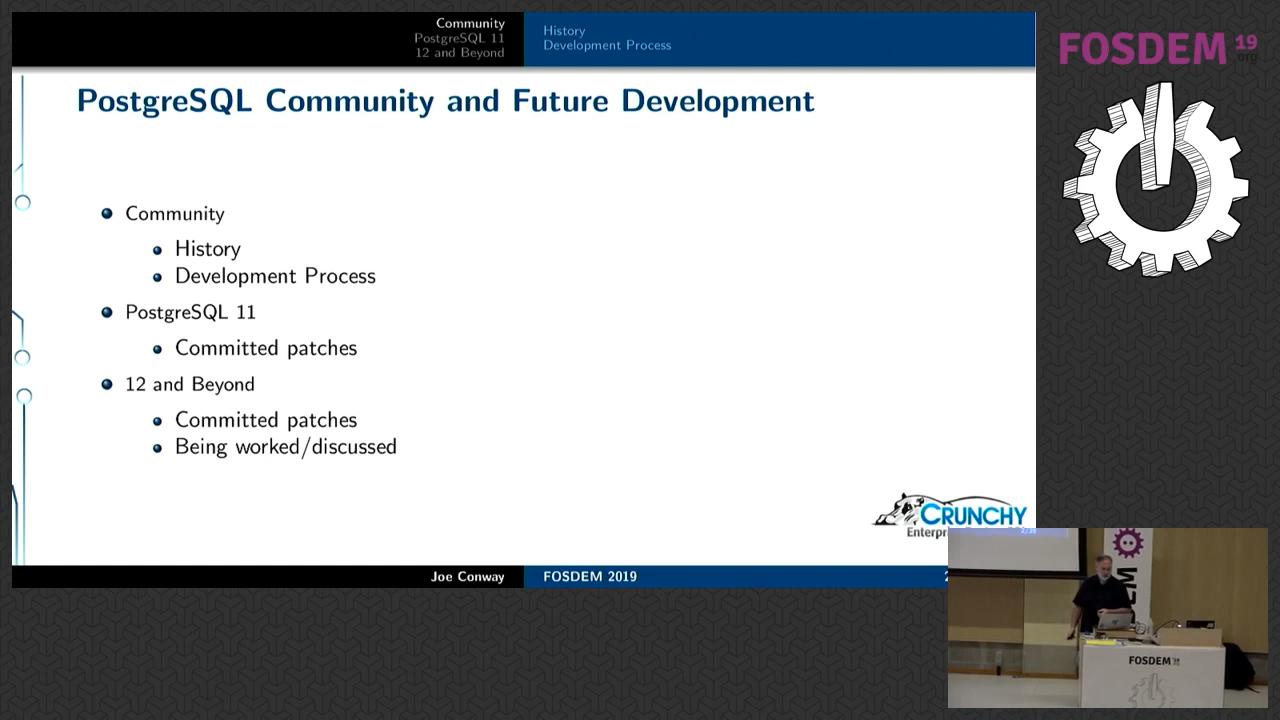 Community
PostgreSQL 11
12 and Beyond
History
Development Process
FOSDEM 19
.org
PostgreSQL Community and Future Development
Community
History
Development Process
PostgreSQL 11
Committed patches
12 and Beyond
Committed patches
Being worked/discussed
CRUNCHY
Joe Conway
FOSDEM 2019
FOSDEM